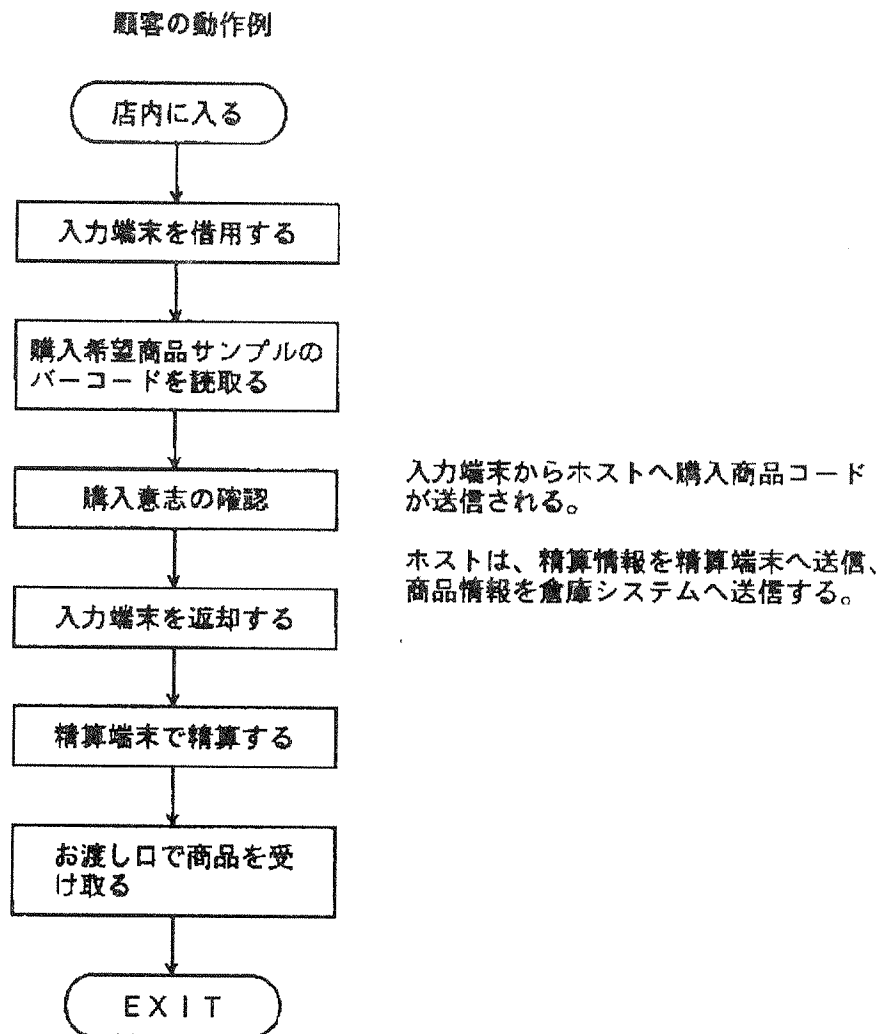 顧客の動作例
店内に入る
入力端末を借用する
購入希望商品サンプルの
バーコードを読取る
購入意志の確認
入力端末からホストへ購入商品コード
が送信される。
ホストは、精算情報を精算端末へ送信、
商品情報を倉庫システムへ送信する。
入力端末を返却する
精算端末で精算する
お渡し口で商品を受
け取る
EXIT